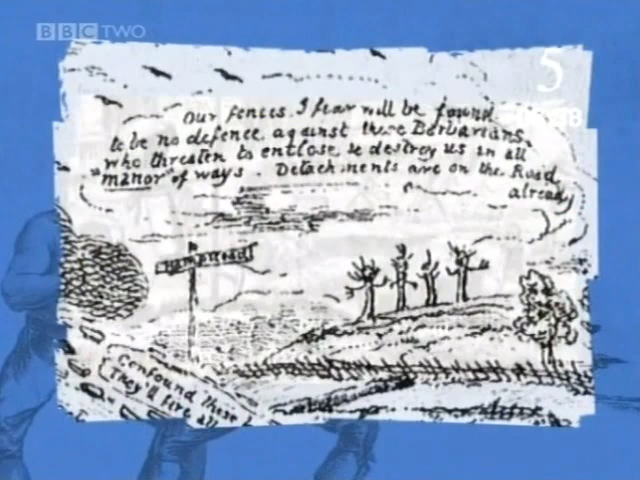 BBC TWO
5
Our fences I fear will be found
to be no defence against these Barbarians,
who threaten to enclose & destroy us in all
"manor" of ways. Detachments are on the Road
already
Hampstead
Confound these
They'd fire all